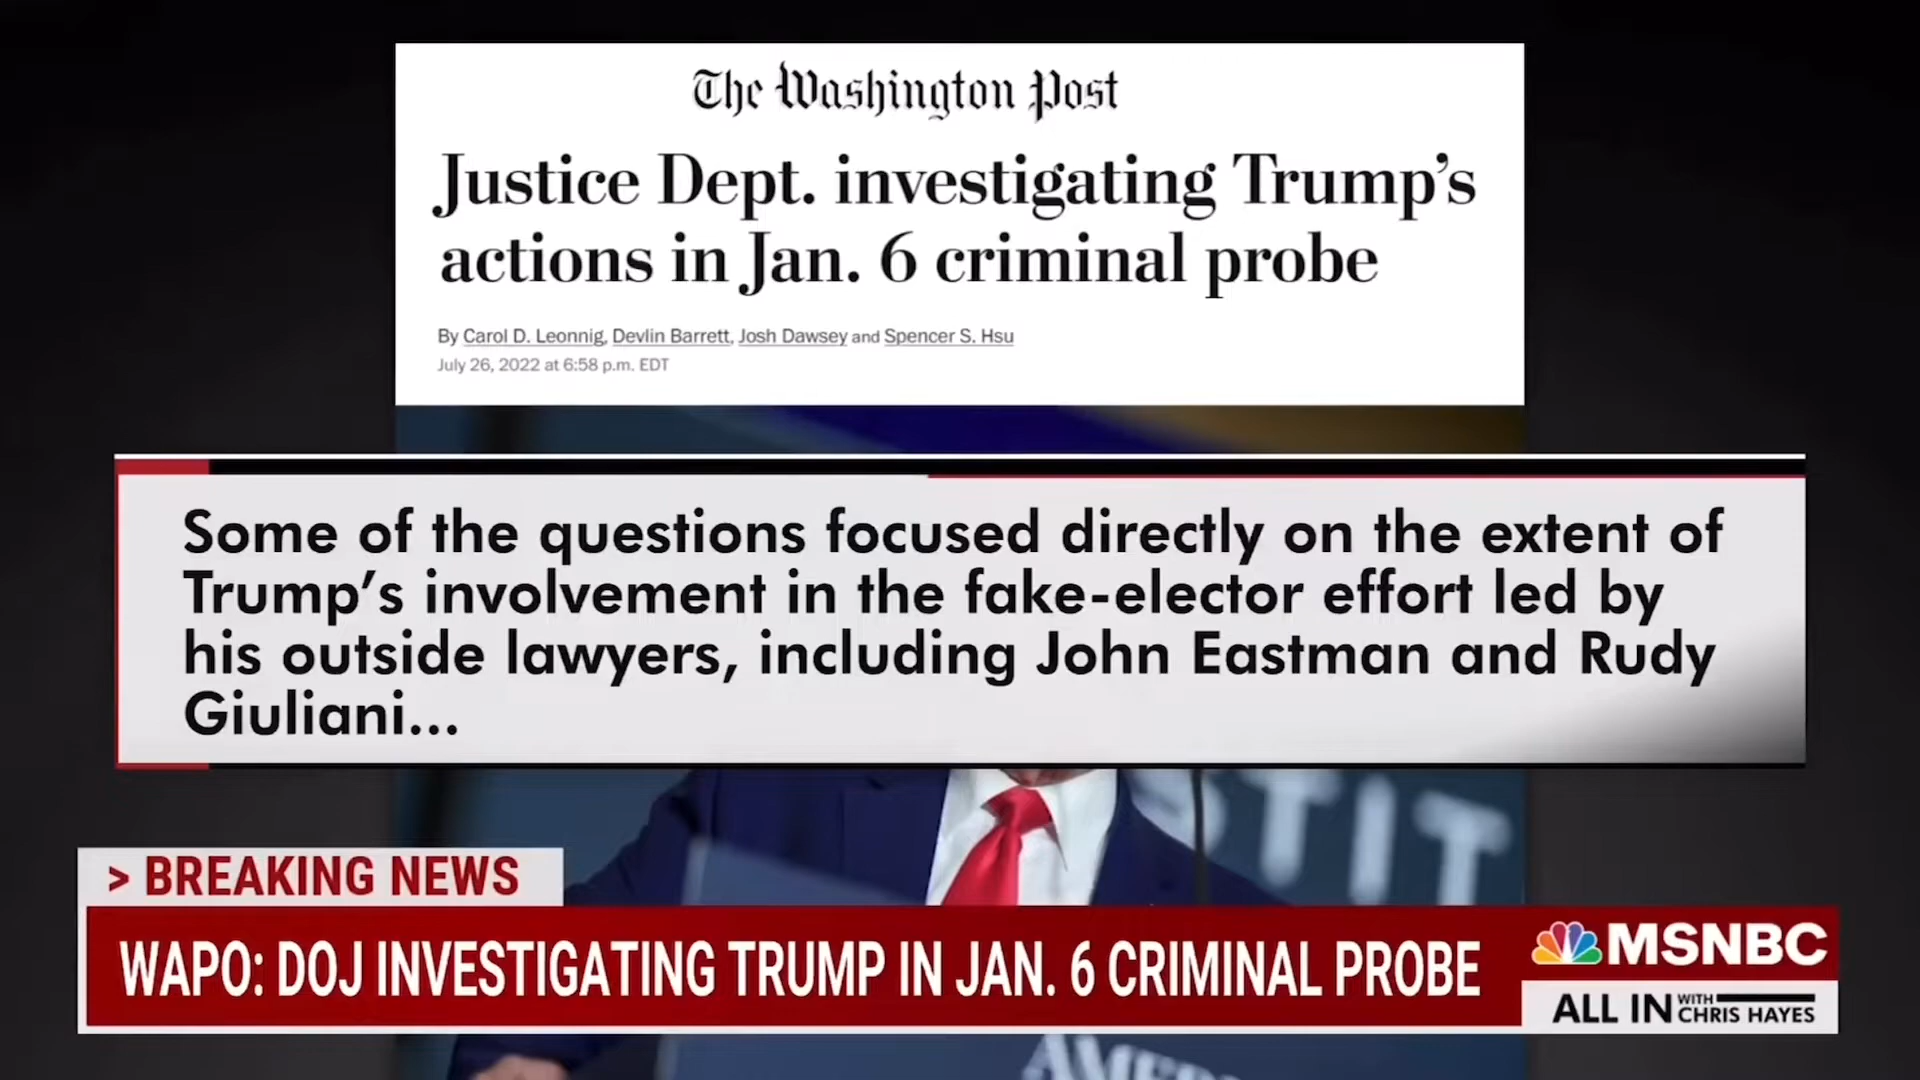 The Washington Post
Justice Dept. investigating Trump’s
actions in Jan. 6 criminal probe
By Carol D. Leonnig, Devlin Barrett, Josh Dawsey and Spencer S. Hsu
July 26, 2022 at 6:58 p.m. EDT
Some of the questions focused directly on the extent of
Trump’s involvement in the fake-elector effort led by
his outside lawyers, including John Eastman and Rudy
Giuliani...
> BREAKING NEWS
WAPO: DOJ INVESTIGATING TRUMP IN JAN. 6 CRIMINAL PROBE
MSNBC
ALL IN WITH CHRIS HAYES